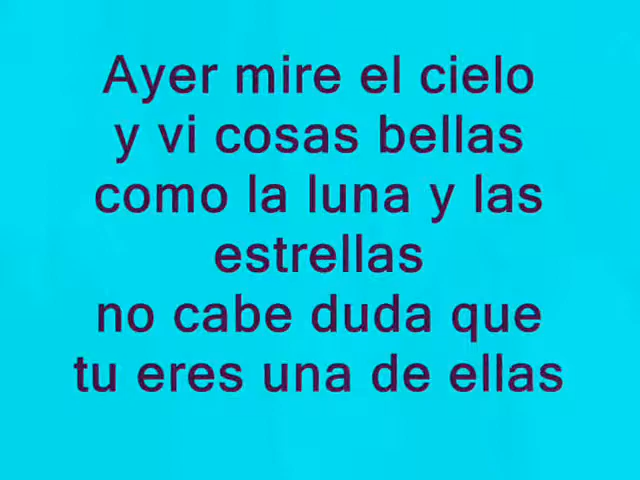 Ayer mire el cielo
y vi cosas bellas
como la luna y las
estrellas
no cabe duda que
tu eres una de ellas